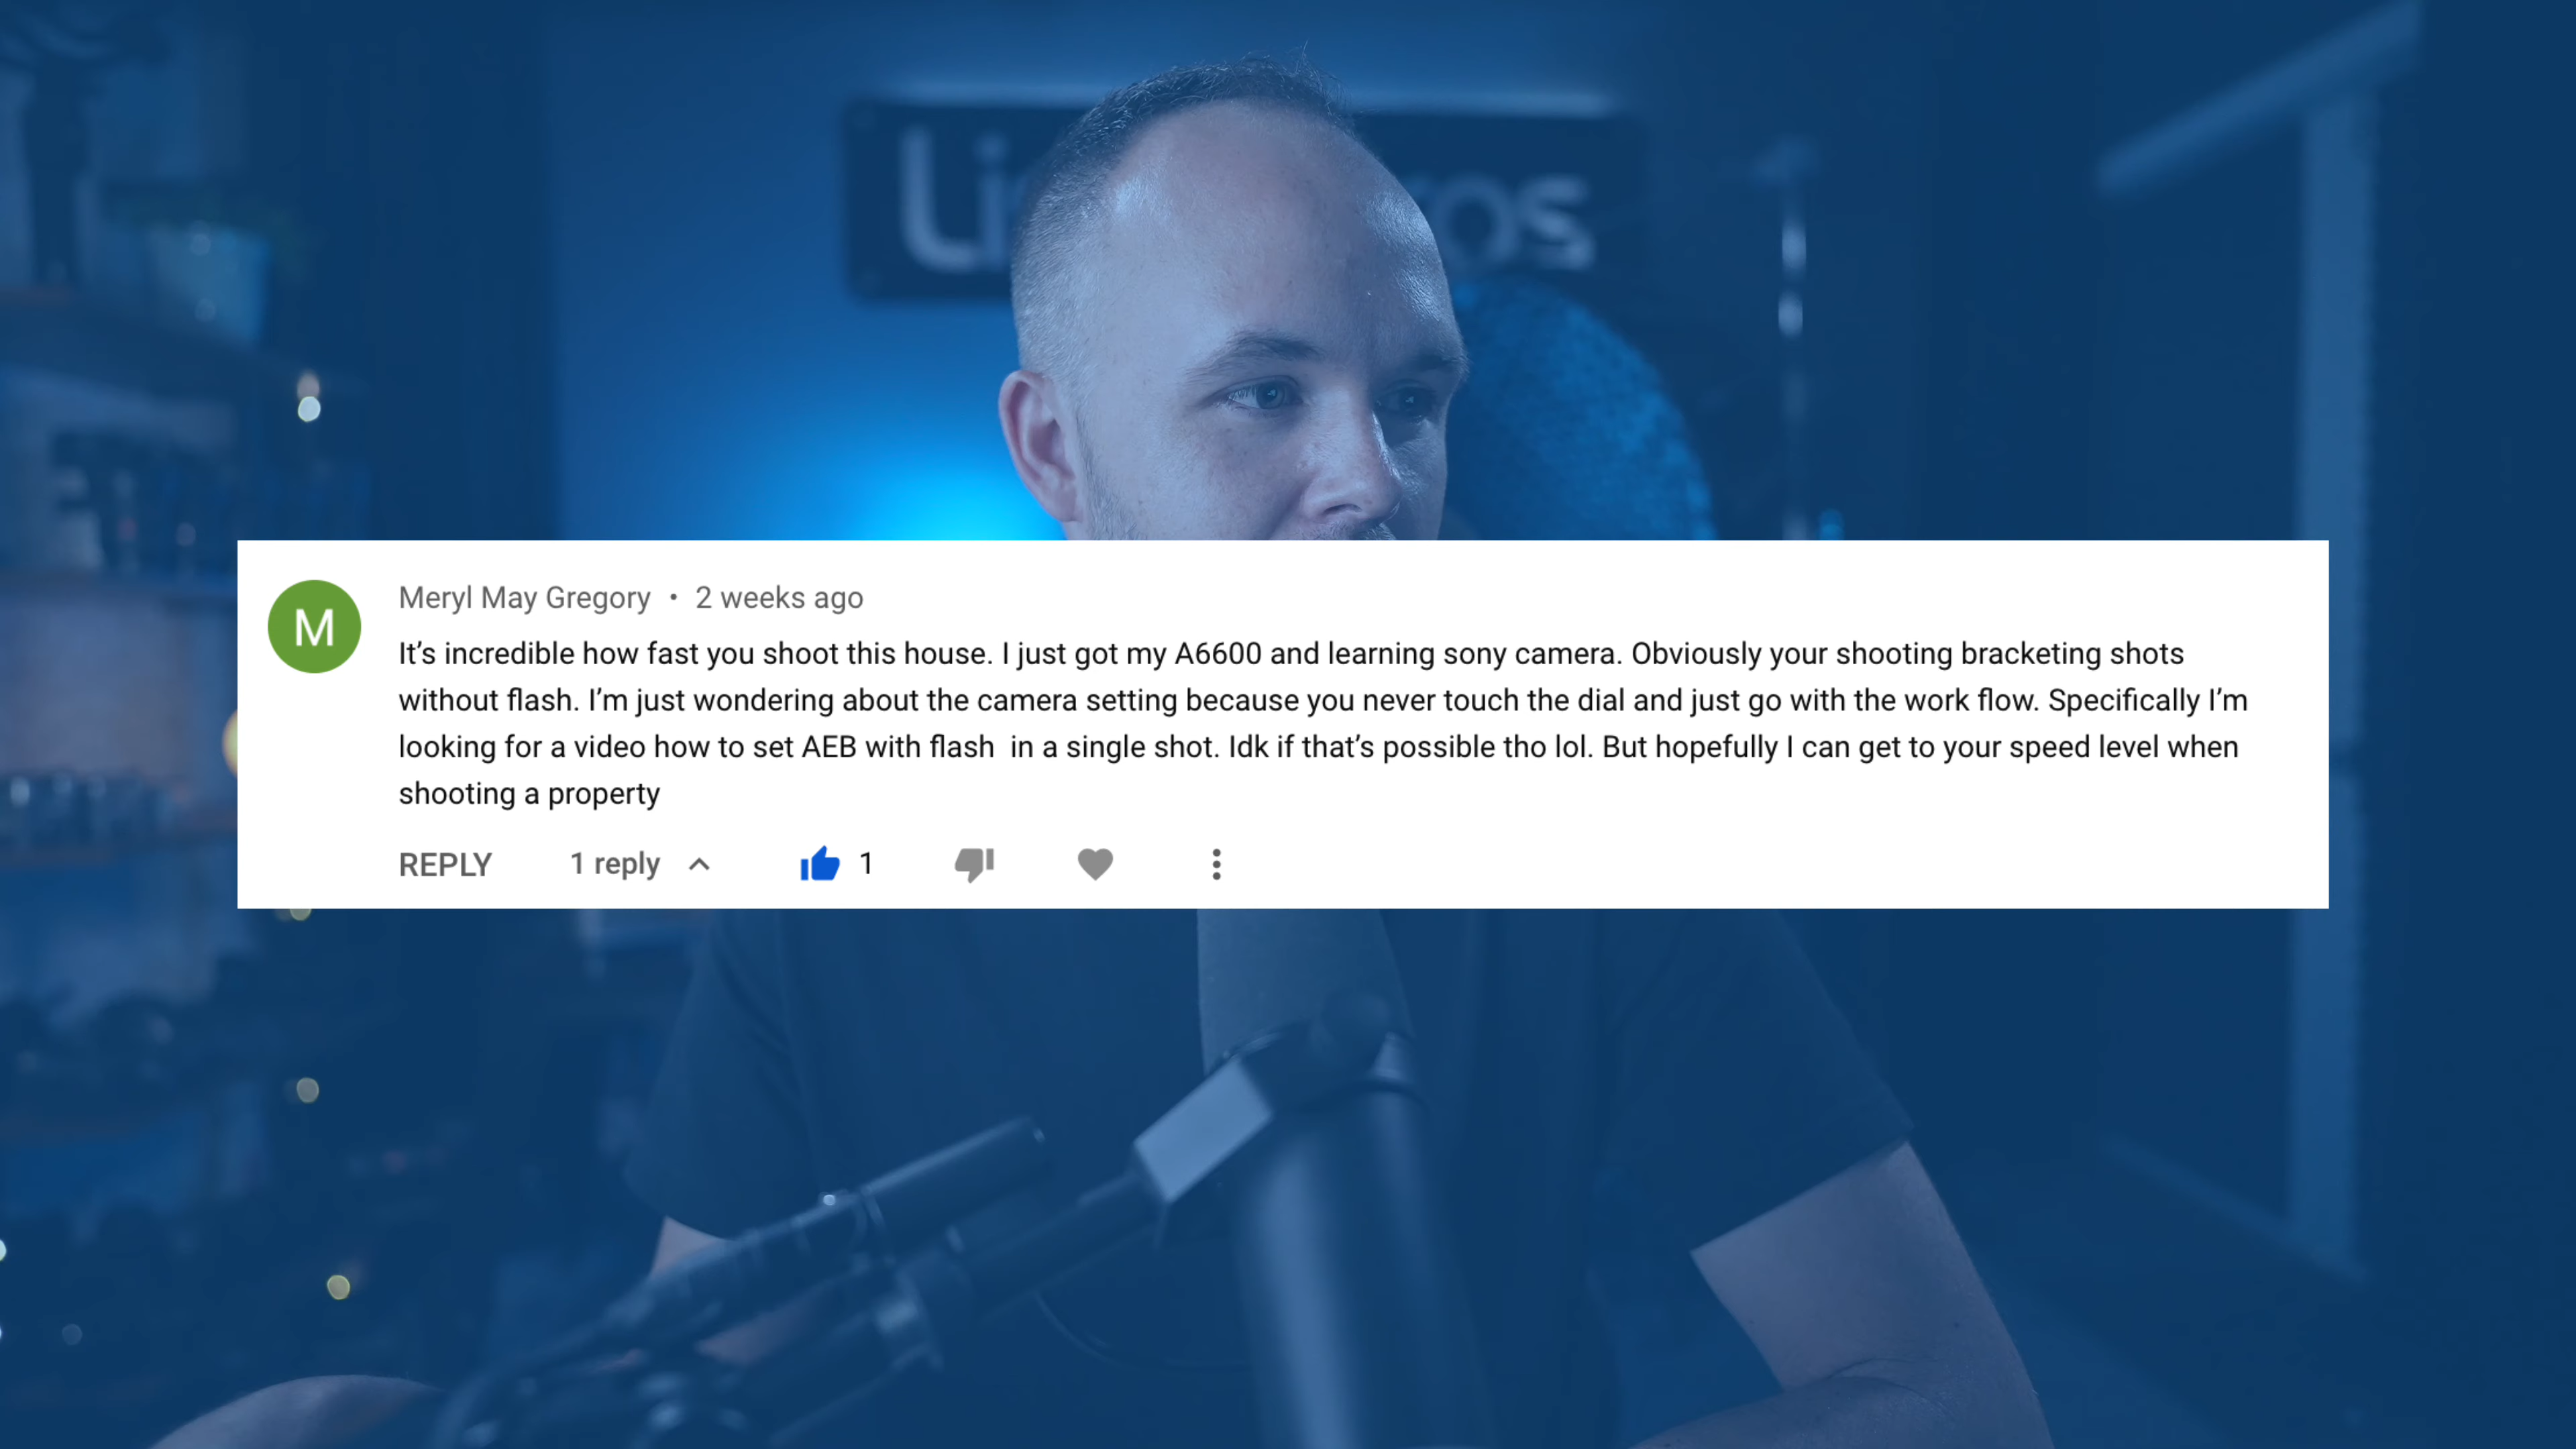 Li ros
M
Meryl May Gregory • 2 weeks ago
It's incredible how fast you shoot this house. I just got my A6600 and learning sony camera. Obviously your shooting bracketing shots
without flash. I'm just wondering about the camera setting because you never touch the dial and just go with the work flow. Specifically I'm
looking for a video how to set AEB with flash  in a single shot. Idk if that's possible tho lol. But hopefully I can get to your speed level when
shooting a property
REPLY 1 reply 1